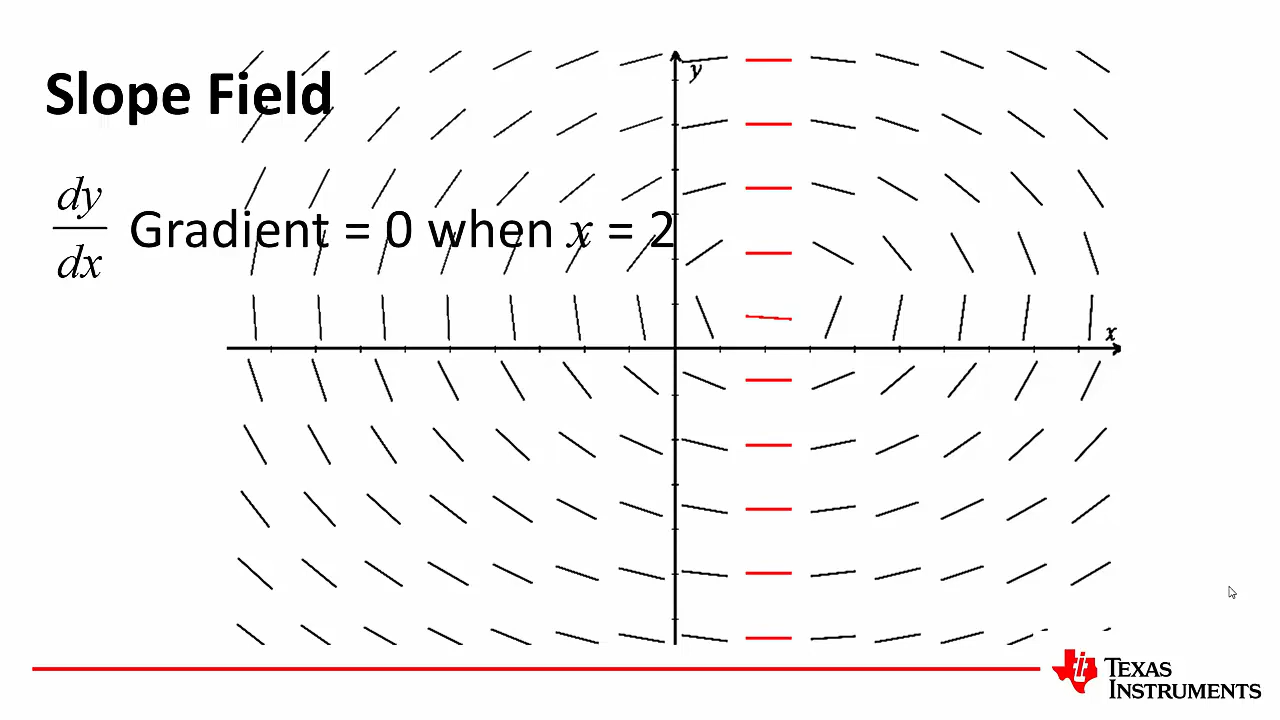 Slope Field
y
dy
dx
Gradient = 0 when x = 2
x
TEXAS
INSTRUMENTS